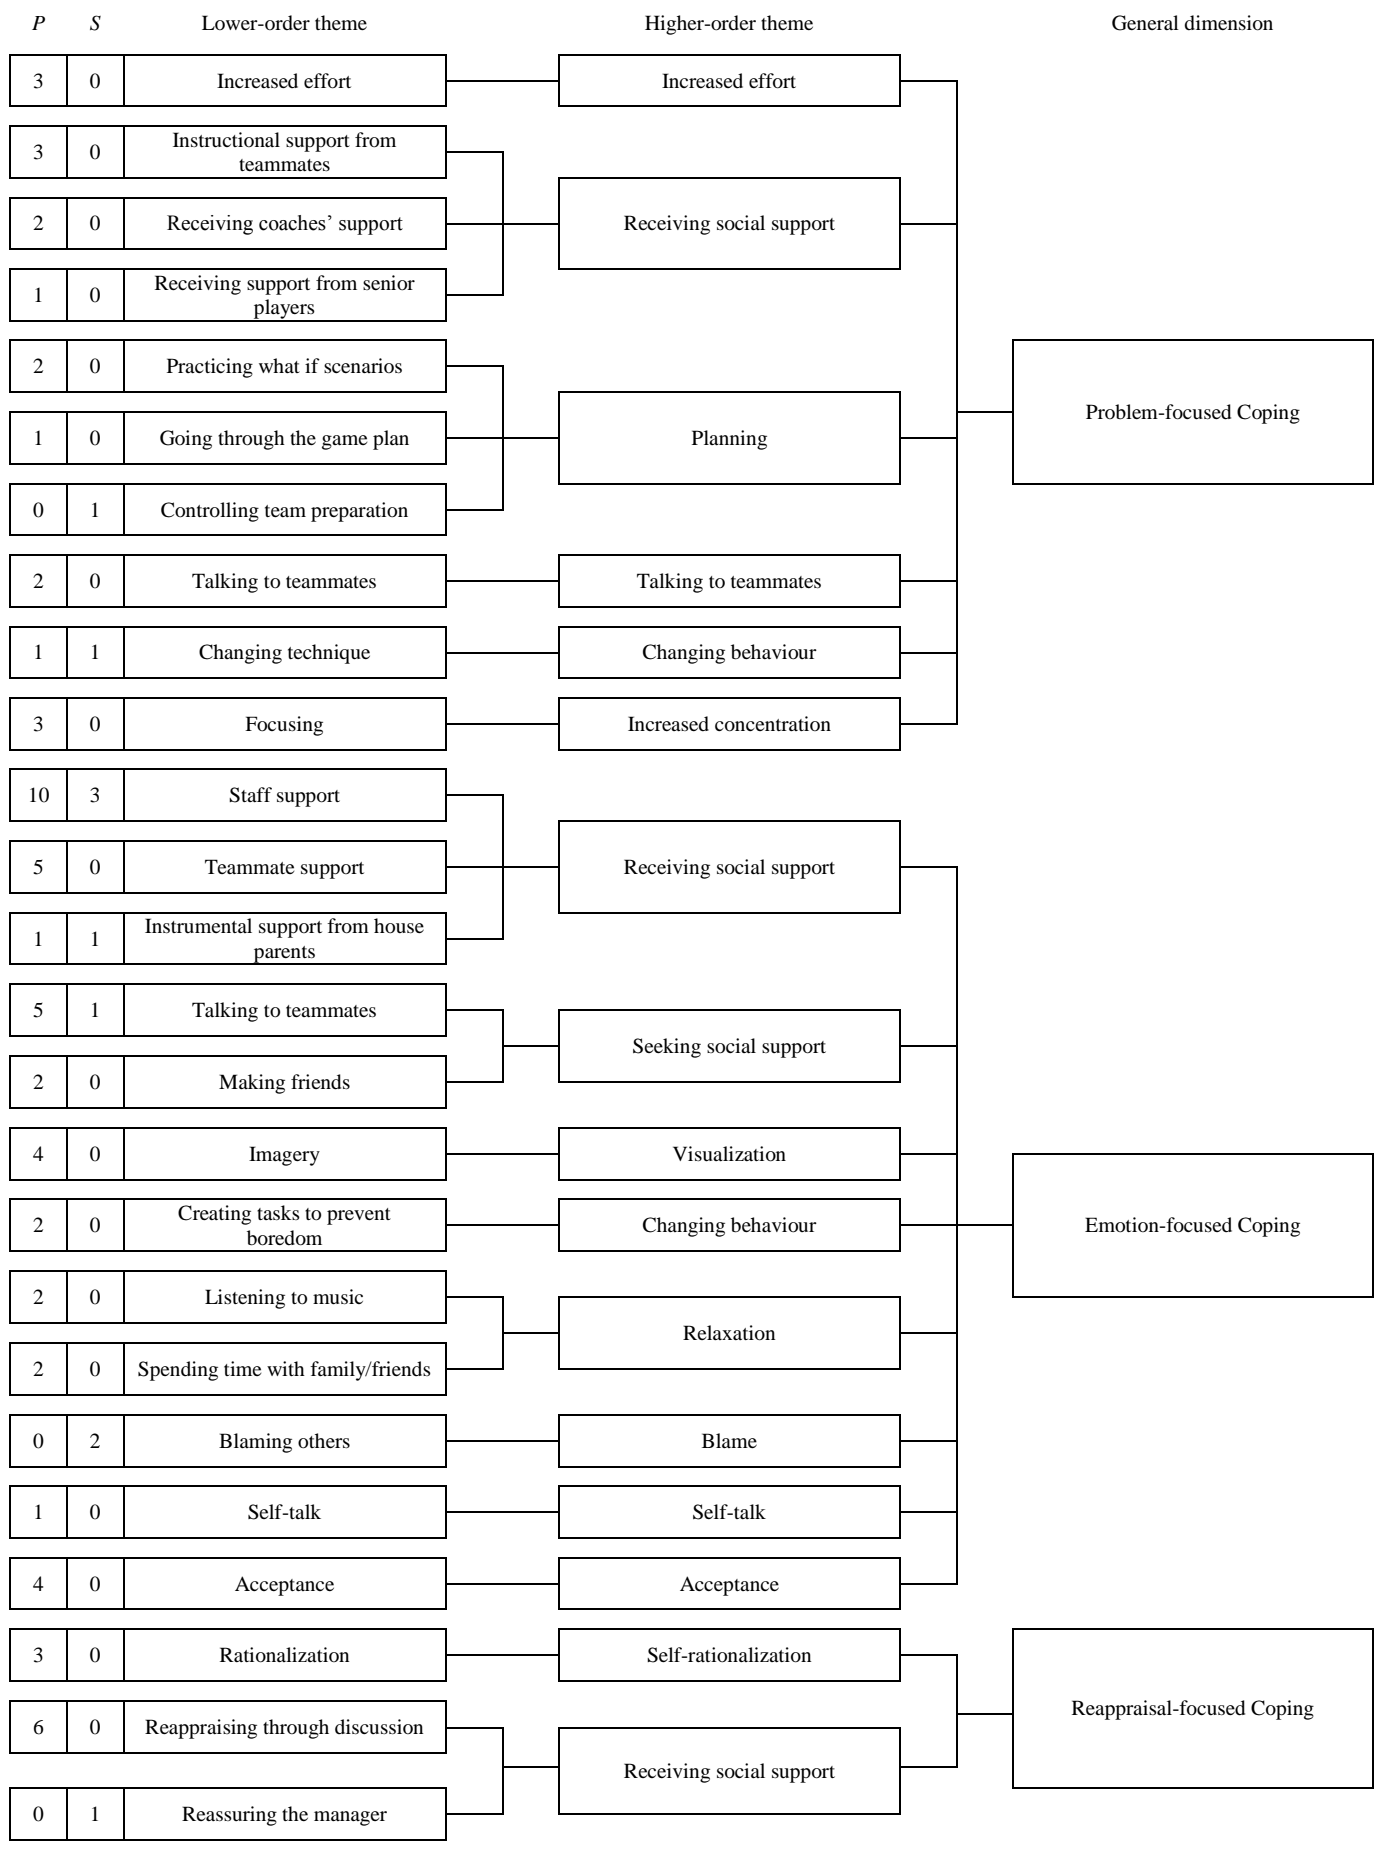 P S Lower-order theme Higher-order theme General dimension
3 0 Increased effort Increased effort
3 0 Instructional support from
teammates
2 0 Receiving coaches’ support Receiving social support
1 0 Receiving support from senior
players
2 0 Practicing what if scenarios
Problem-focused Coping
1 0 Going through the game plan Planning
0 1 Controlling team preparation
2 0 Talking to teammates Talking to teammates
1 1 Changing technique Changing behaviour
3 0 Focusing Increased concentration
10 3 Staff support
5 0 Teammate support Receiving social support
1 1 Instrumental support from house
parents
5 1 Talking to teammates
Seeking social support
2 0 Making friends
4 0 Imagery Visualization
2 0 Creating tasks to prevent
boredom
Changing behaviour Emotion-focused Coping
2 0 Listening to music
Relaxation
2 0 Spending time with family/friends
0 2 Blaming others Blame
1 0 Self-talk Self-talk
4 0 Acceptance Acceptance
3 0 Rationalization Self-rationalization
Reappraisal-focused Coping
6 0 Reappraising through discussion
Receiving social support
0 1 Reassuring the manager